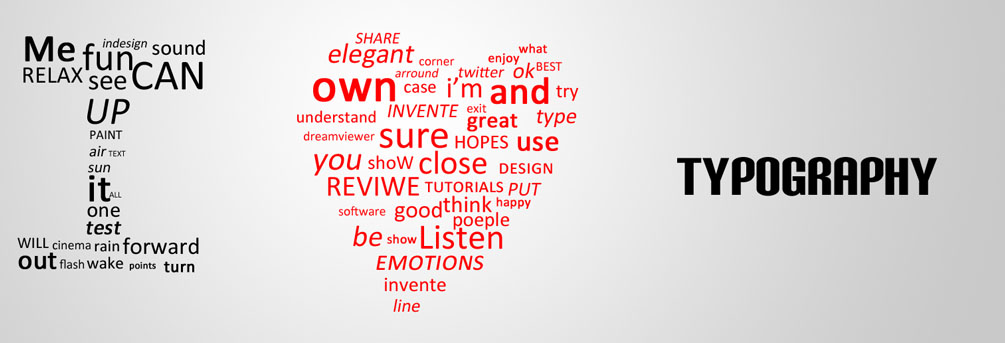 Me fun indesign sound
RELAX see CAN
UP
PAINT
air TEXT
sun
it ALL
one
test
WILL cinema rain forward
out flash wake points turn
SHARE
elegant corner enjoy what
arround twitter ok BEST
own case i'm and try
understand INVENTE exit great type
dreamviewer sure HOPES use
you shoW close DESIGN
REVIWE TUTORIALS PUT
software good think happy
poeple
be show Listen
EMOTIONS
invente
line
TYPOGRAPHY